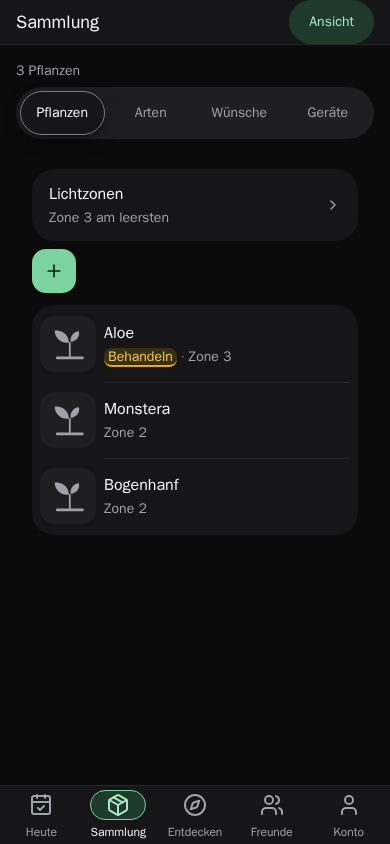 Sammlung
Ansicht
3 Pflanzen
Pflanzen
Arten
Wünsche
Geräte
Lichtzonen
Zone 3 am leersten
Aloe
Behandeln · Zone 3
Monstera
Zone 2
Bogenhanf
Zone 2
Heute
Sammlung
Entdecken
Freunde
Konto